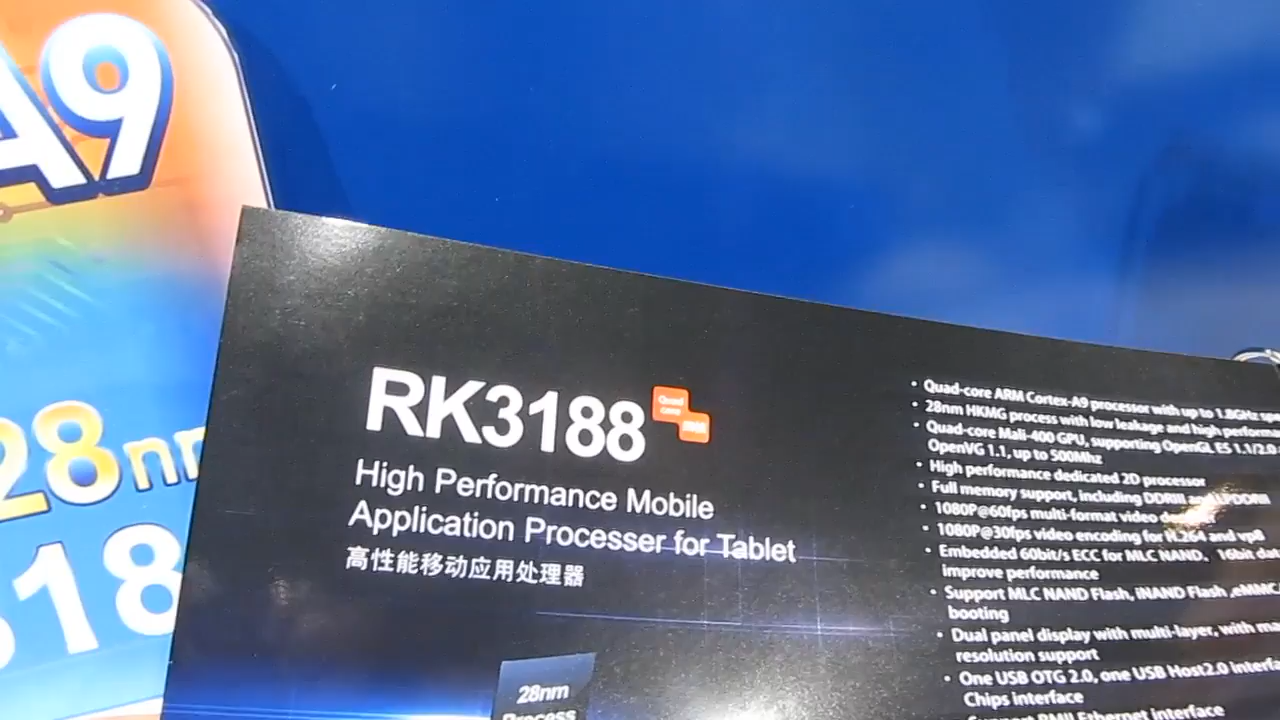 A9
28nm
318
RK3188
Quad
core
High Performance Mobile
Application Processer for Tablet
高性能移动应用处理器
28nm
Process
• Quad-core ARM Cortex-A9 processor with up to 1.8GHz
• 28nm HKMG process with low leakage and high
• Quad-core Mali-400 GPU, supporting OpenGL ES 1.1/2.0
OpenVG 1.1, up to 500Mhz
• High performance dedicated 2D processor
• Full memory support, including DDRIII and LPDDRII
• 1080P@60fps multi-format video
• 1080P@30fps video encoding for H.264 and vp8
• Embedded 60bit/s ECC for MLC NAND、16bit
improve performance
• Support MLC NAND Flash, iNAND Flash ,eMMC
booting
• Dual panel display with multi-layer, with
resolution support
• One USB OTG 2.0, one USB Host2.0
Chips interface
Support RMII Ethernet interface